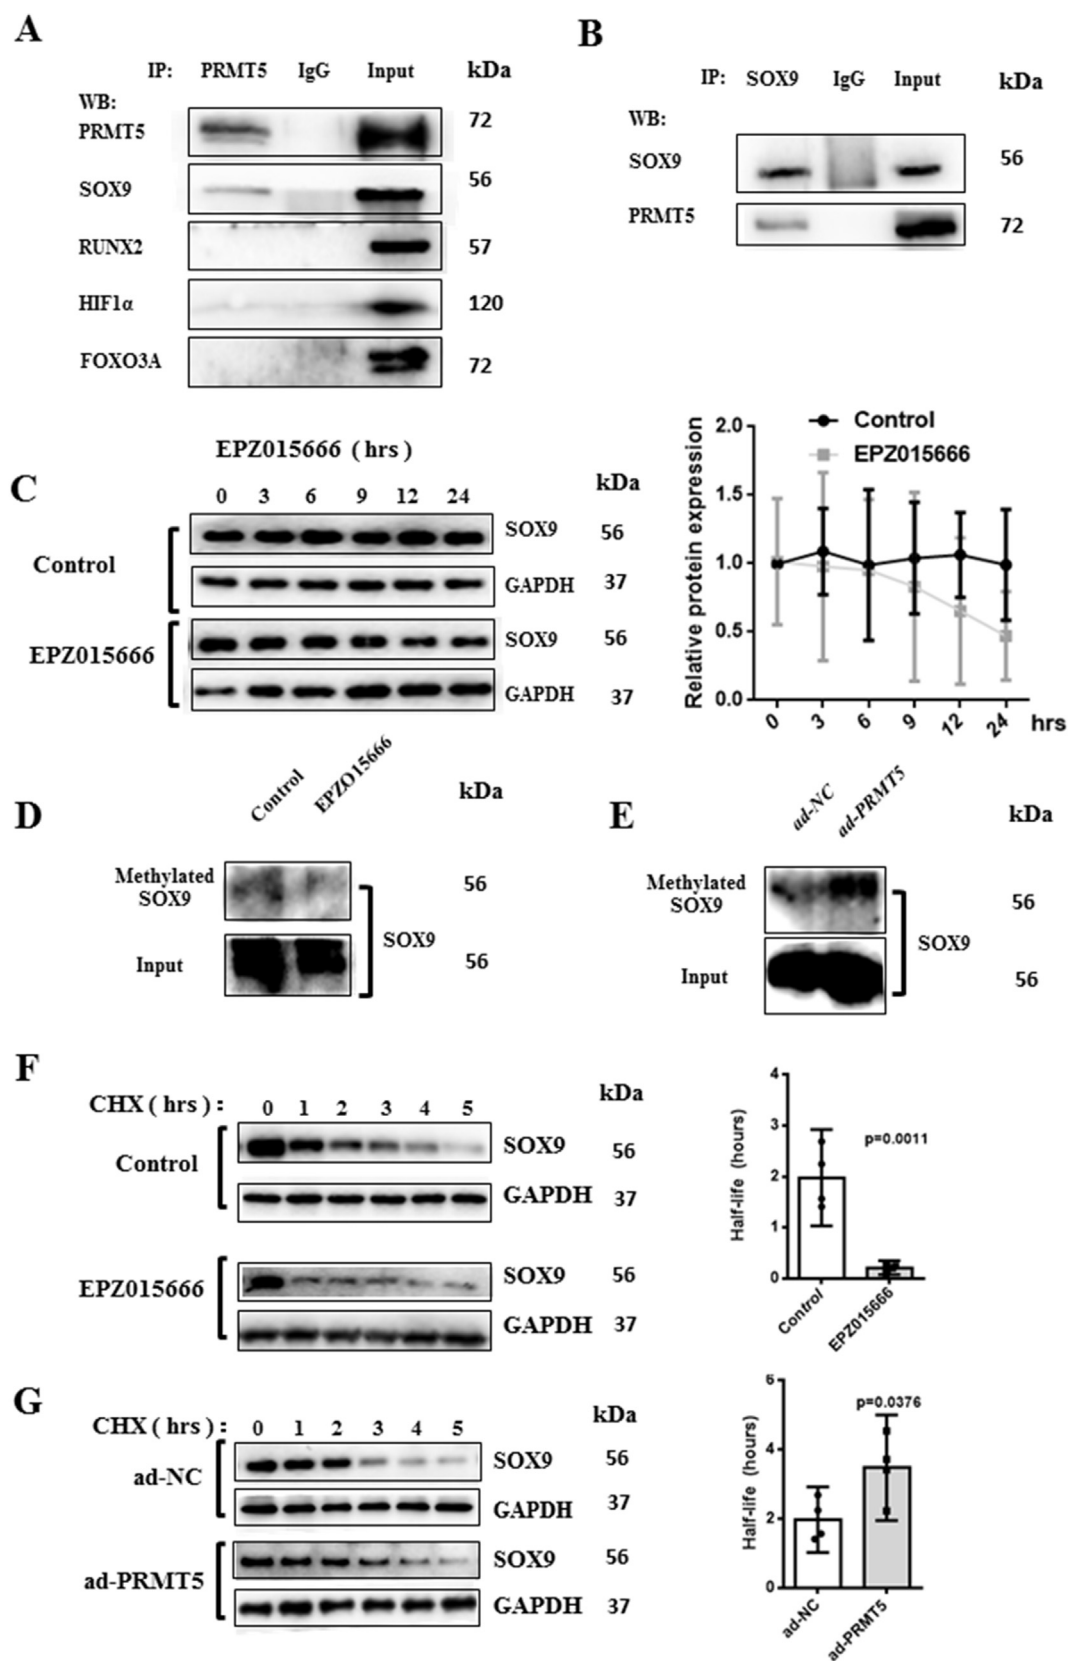 A
IP: PRMT5 IgG Input kDa
WB:
PRMT5 72
SOX9 56
RUNX2 57
HIF1α 120
FOXO3A 72
B
IP: SOX9 IgG Input kDa
WB:
SOX9 56
PRMT5 72
C
EPZ015666 ( hrs )
0 3 6 9 12 24 kDa
Control
SOX9 56
GAPDH 37
EPZ015666
SOX9 56
GAPDH 37
Relative protein expression
2.0
1.5
1.0
0.5
0.0
Control
EPZ015666
0 3 6 9 12 24 hrs
D
Control EPZO15666 kDa
Methylated
SOX9 56
Input 56
SOX9
E
ad-NC ad-PRMT5 kDa
Methylated
SOX9 56
Input 56
SOX9
F
CHX ( hrs ) : 0 1 2 3 4 5 kDa
Control
SOX9 56
GAPDH 37
EPZ015666
SOX9 56
GAPDH 37
Half-life (hours)
4
3
2
1
0
p=0.0011
Control EPZ015666
G
CHX ( hrs ) : 0 1 2 3 4 5 kDa
ad-NC
SOX9 56
GAPDH 37
ad-PRMT5
SOX9 56
GAPDH 37
Half-life (hours)
6
4
2
0
p=0.0376
ad-NC ad-PRMT5